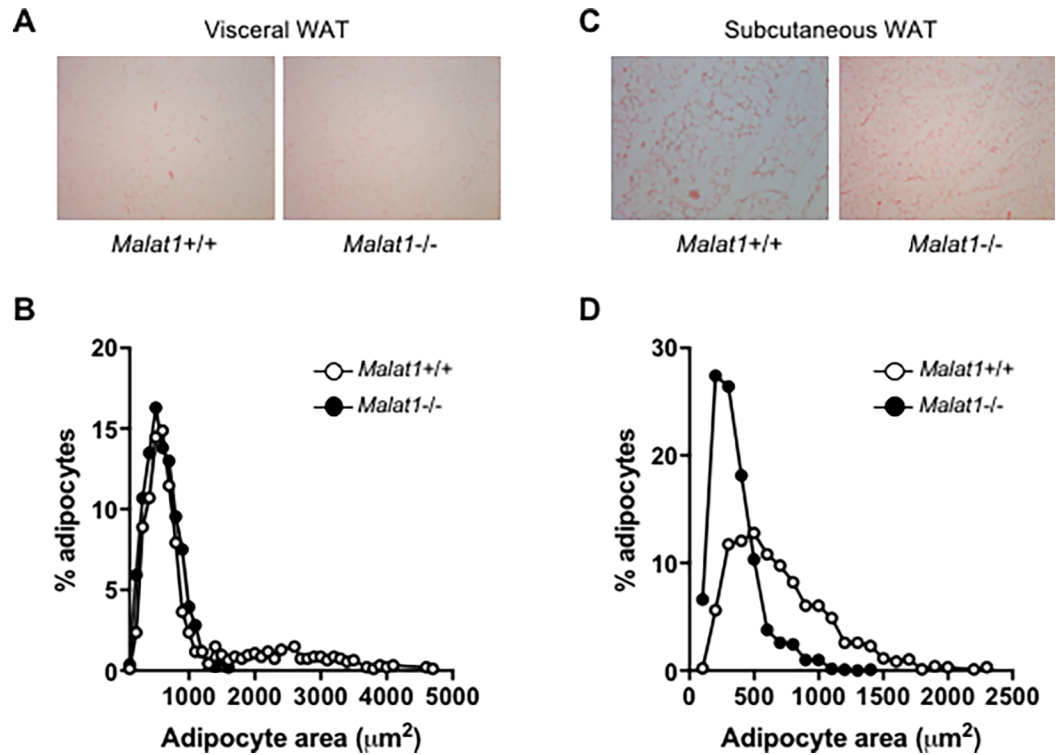 A
Visceral WAT
Malat1+/+
Malat1-/-
B
20
15
10
5
0
% adipocytes
Malat1+/+
Malat1-/-
1000
2000
3000
4000
5000
Adipocyte area (μm²)
C
Subcutaneous WAT
Malat1+/+
Malat1-/-
D
30
20
10
0
% adipocytes
Malat1+/+
Malat1-/-
0
500
1000
1500
2000
2500
Adipocyte area (μm²)